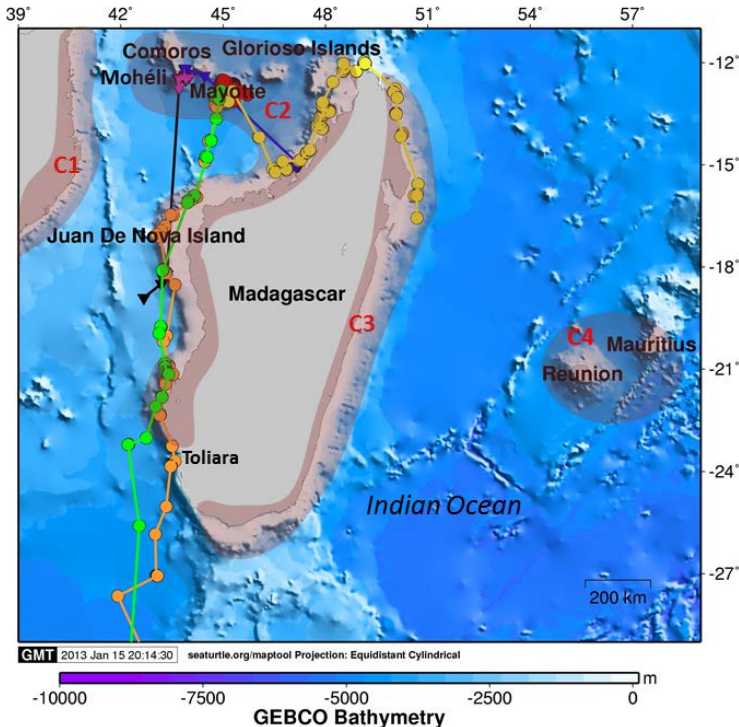 39° 42° 45° 48° 51° 54° 57°
Comoros
Glorioso Islands
-12°
Mohéli
Mayotte
C2
C1
-15°
Juan De Nova Island
-18°
Madagascar
C3
C4
Mauritius
-21°
Reunion
Toliara
-24°
Indian Ocean
-27°
200 km
GMT 2013 Jan 15 20:14:30 seaturtle.org/maptool Projection: Equidistant Cylindrical
m
-10000 -7500 -5000 -2500 0
GEBCO Bathymetry